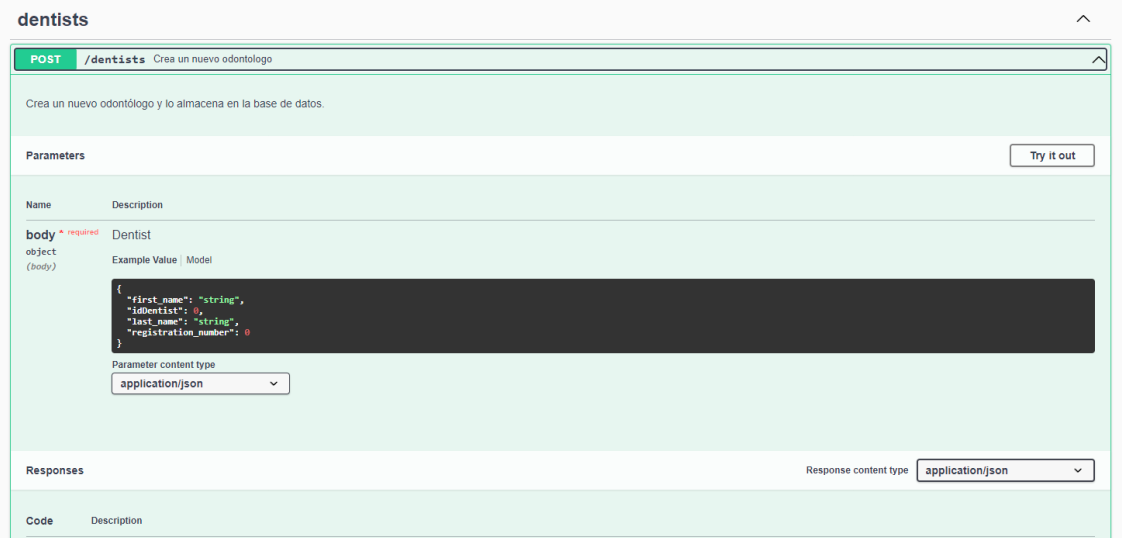 dentists
POST /dentists Crea un nuevo odontologo
Crea un nuevo odontólogo y lo almacena en la base de datos.
Parameters Try it out
Name Description
body * required Dentist
object
(body)
Example Value Model
{
"first_name": "string",
"idDentist": 0,
"last_name": "string",
"registration_number": 0
}
Parameter content type
application/json
Responses Response content type application/json
Code Description